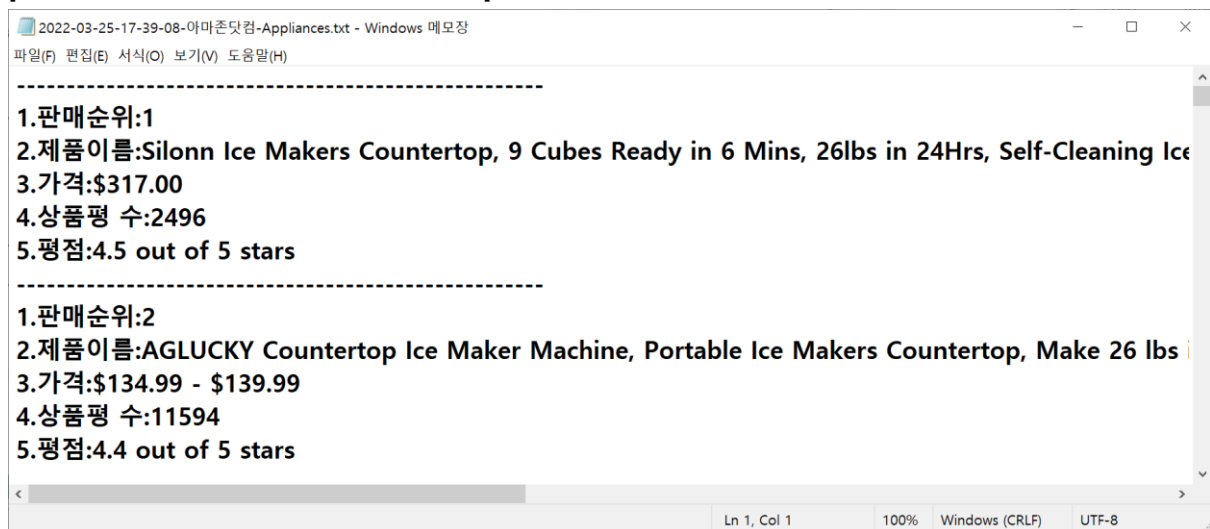 2022-03-25-17-39-08-아마존닷컴-Appliances.txt - Windows 메모장
파일(F) 편집(E) 서식(O) 보기(V) 도움말(H)
-----------------------------------------------------
1.판매순위:1
2.제품이름:Silonn Ice Makers Countertop, 9 Cubes Ready in 6 Mins, 26lbs in 24Hrs, Self-Cleaning Ice
3.가격:$317.00
4.상품평 수:2496
5.평점:4.5 out of 5 stars
-----------------------------------------------------
1.판매순위:2
2.제품이름:AGLUCKY Countertop Ice Maker Machine, Portable Ice Makers Countertop, Make 26 lbs
3.가격:$134.99 - $139.99
4.상품평 수:11594
5.평점:4.4 out of 5 stars
Ln 1, Col 1 100% Windows (CRLF) UTF-8